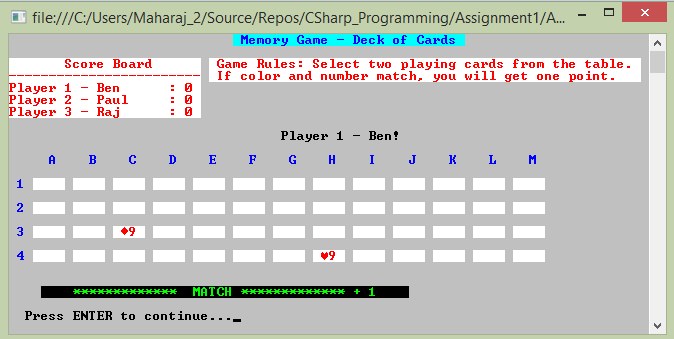 file:///C:/Users/Maharaj_2/Source/Repos/CSharp_Programming/Assignment1/A...
Memory Game - Deck of Cards
Score Board
-----------------------
Player 1 - Ben : 0
Player 2 - Paul : 0
Player 3 - Raj : 0
Game Rules: Select two playing cards from the table.
If color and number match, you will get one point.
Player 1 - Ben!
A B C D E F G H I J K L M
1
2
3 ♦9
4 ♥9
************* MATCH ************* + 1
Press ENTER to continue..._